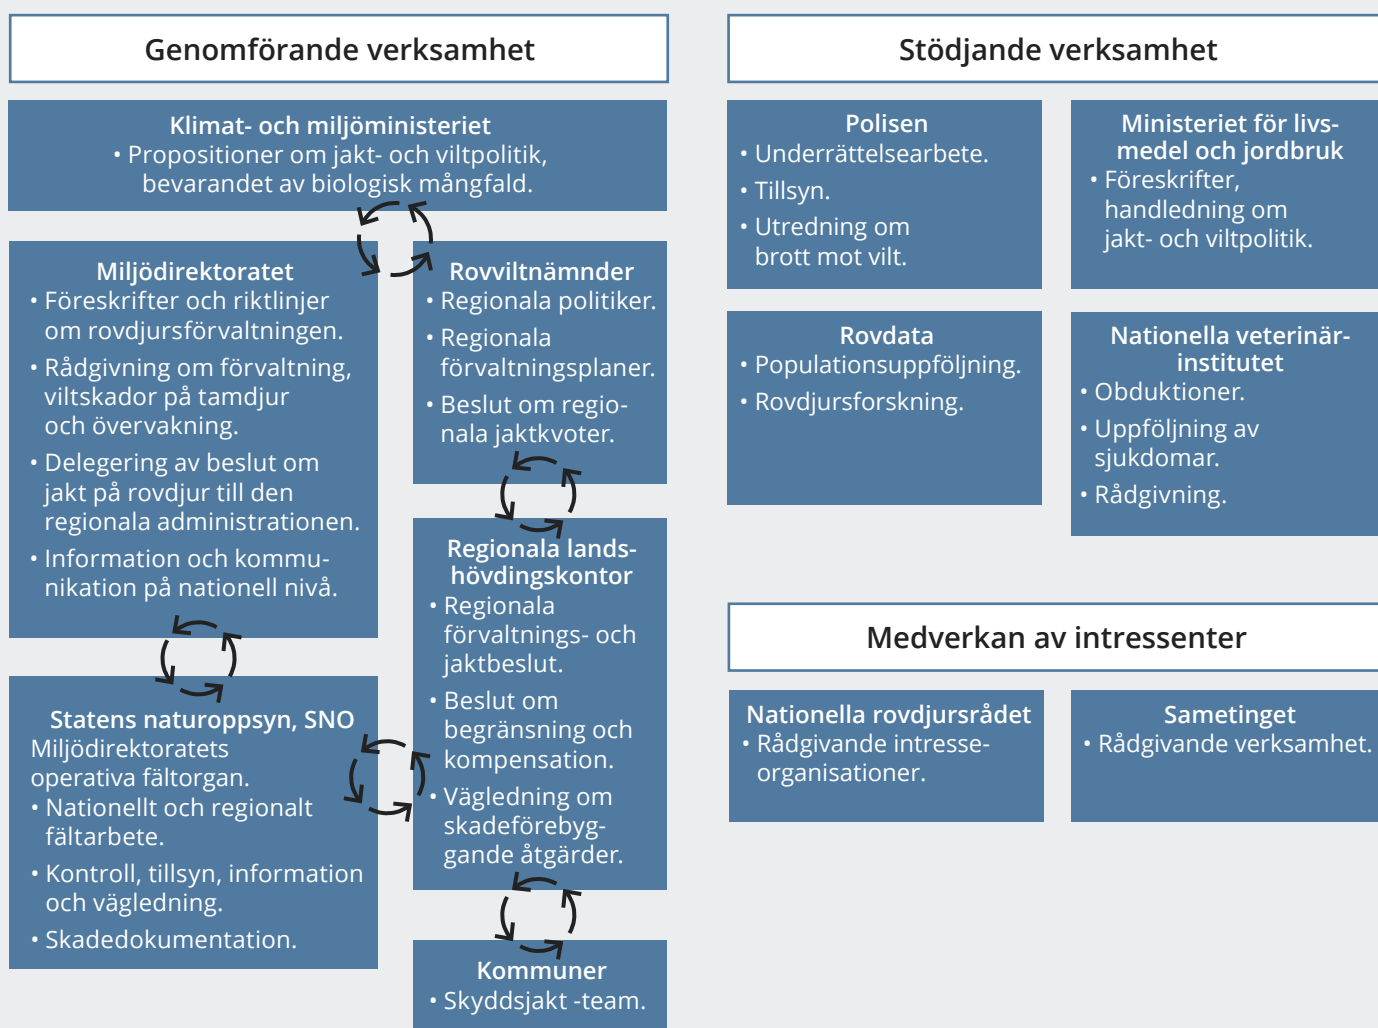 Genomförande verksamhet
Klimat- och miljöministeriet
• Propositioner om jakt- och viltpolitik,
bevarandet av biologisk mångfald.
Miljödirektoratet
• Föreskrifter och riktlinjer
om rovdjursförvaltningen.
• Rådgivning om förvaltning,
viltskador på tamdjur
och övervakning.
• Delegering av beslut om
jakt på rovdjur till den
regionala administrationen.
• Information och kommu-
nikation på nationell nivå.
Rovviltnämnder
• Regionala politiker.
• Regionala
förvaltningsplaner.
• Beslut om regio-
nala jaktkvoter.
Statens naturoppsyn, SNO
Miljödirektoratets
operativa fältorgan.
• Nationellt och regionalt
fältarbete.
• Kontroll, tillsyn, information
och vägledning.
• Skadedokumentation.
Regionala lands-
hövdingskontor
• Regionala
förvaltnings- och
jaktbeslut.
• Beslut om
begränsning och
kompensation.
• Vägledning om
skadeförebyg-
gande åtgärder.
Kommuner
• Skyddsjakt -team.
Stödjande verksamhet
Polisen
• Underrättelsearbete.
• Tillsyn.
• Utredning om
brott mot vilt.
Ministeriet för livs-
medel och jordbruk
• Föreskrifter,
handledning om
jakt- och viltpolitik.
Rovdata
• Populationsuppföljning.
• Rovdjursforskning.
Nationella veterinär-
institutet
• Obduktioner.
• Uppföljning av
sjukdomar.
• Rådgivning.
Medverkan av intressenter
Nationella rovdjursrådet
• Rådgivande intresse-
organisationer.
Sametinget
• Rådgivande verksamhet.